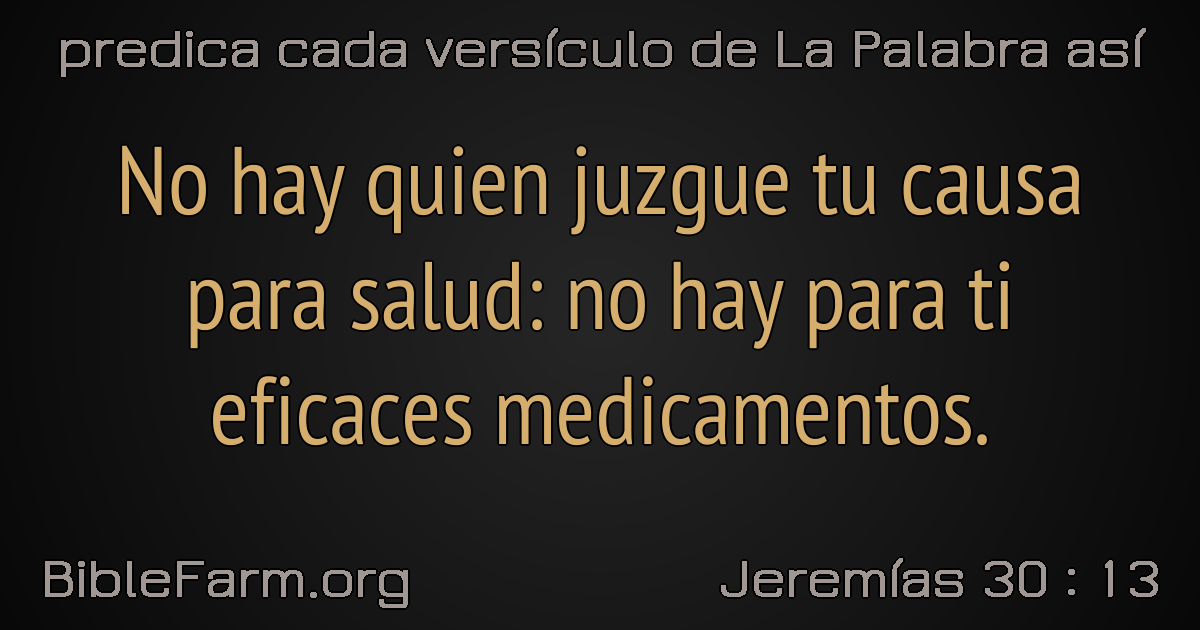 predica cada versículo de La Palabra así
No hay quien juzgue tu causa
para salud: no hay para ti
eficaces medicamentos.
BibleFarm.org
Jeremías 30 : 13